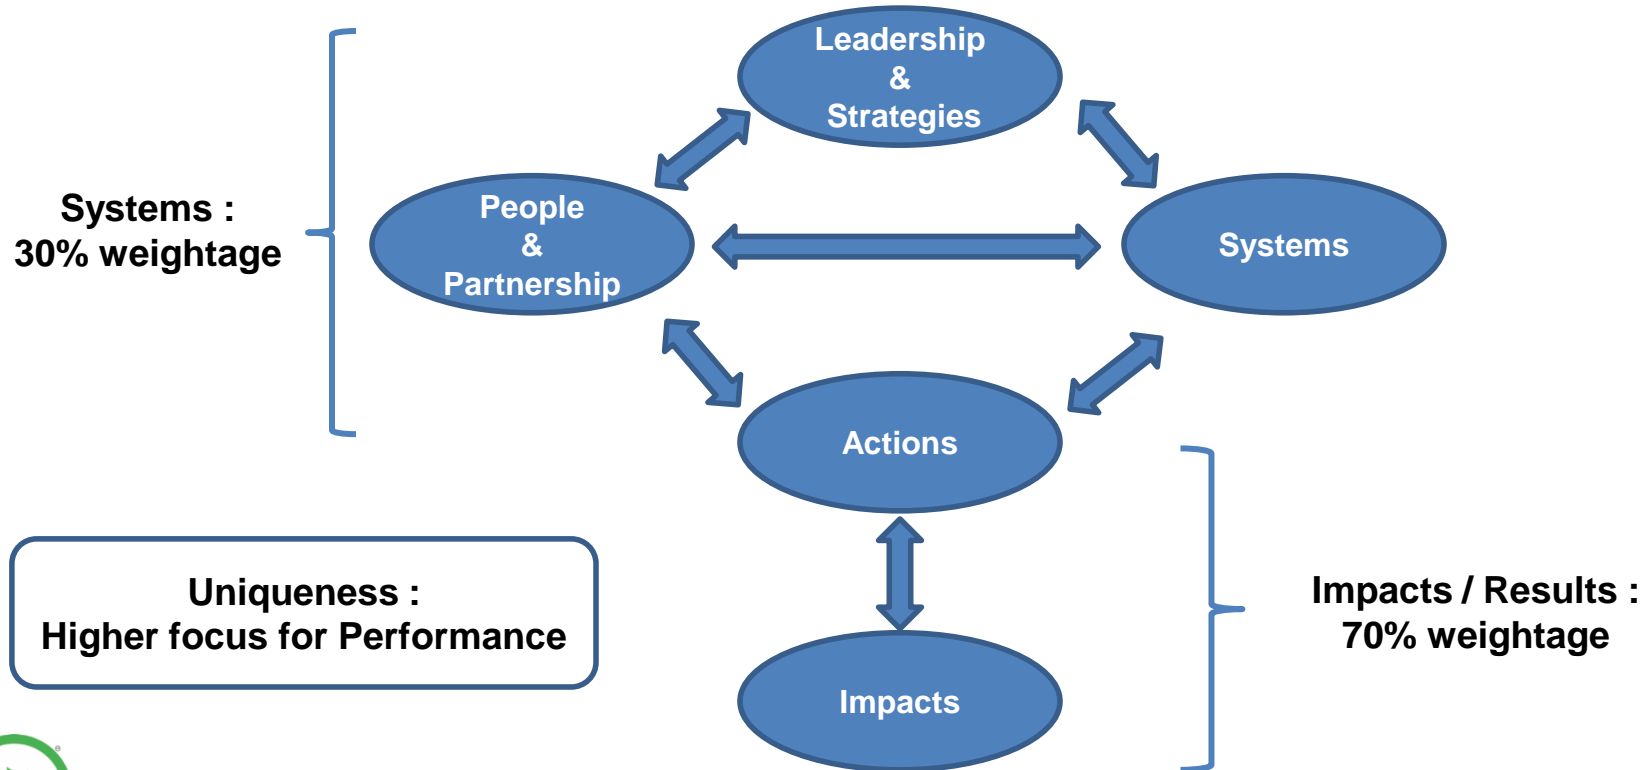 Leadership
&
Strategies
People
&
Partnership
Systems
Systems :
30% weightage
Actions
Uniqueness :
Higher focus for Performance
Impacts / Results :
70% weightage
Impacts
®